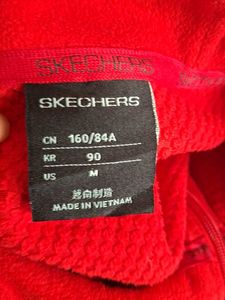 SKECHERS
SKECHERS
CN 160/84A
KR 90
US M
越南制造
MADE IN VIETNAM